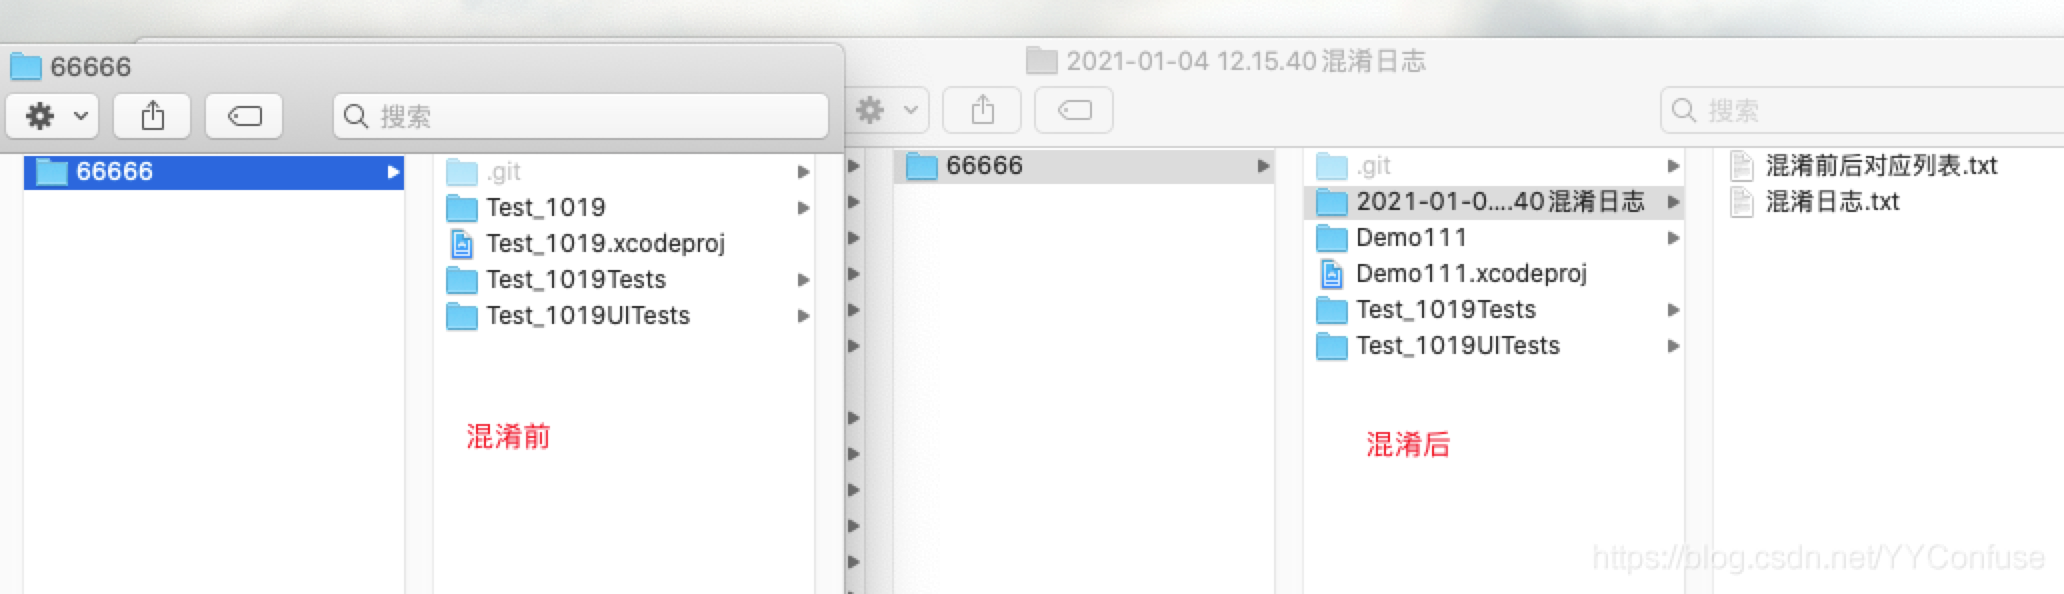 66666
搜索
66666
.git
Test_1019
Test_1019.xcodeproj
Test_1019Tests
Test_1019UITests
混淆前
2021-01-04 12.15.40混淆日志
搜索
66666
.git
2021-01-0....40混淆日志
Demo111
Demo111.xcodeproj
Test_1019Tests
Test_1019UITests
混淆后
混淆前后对应列表.txt
混淆日志.txt
https://blog.csdn.net/YYConfuse